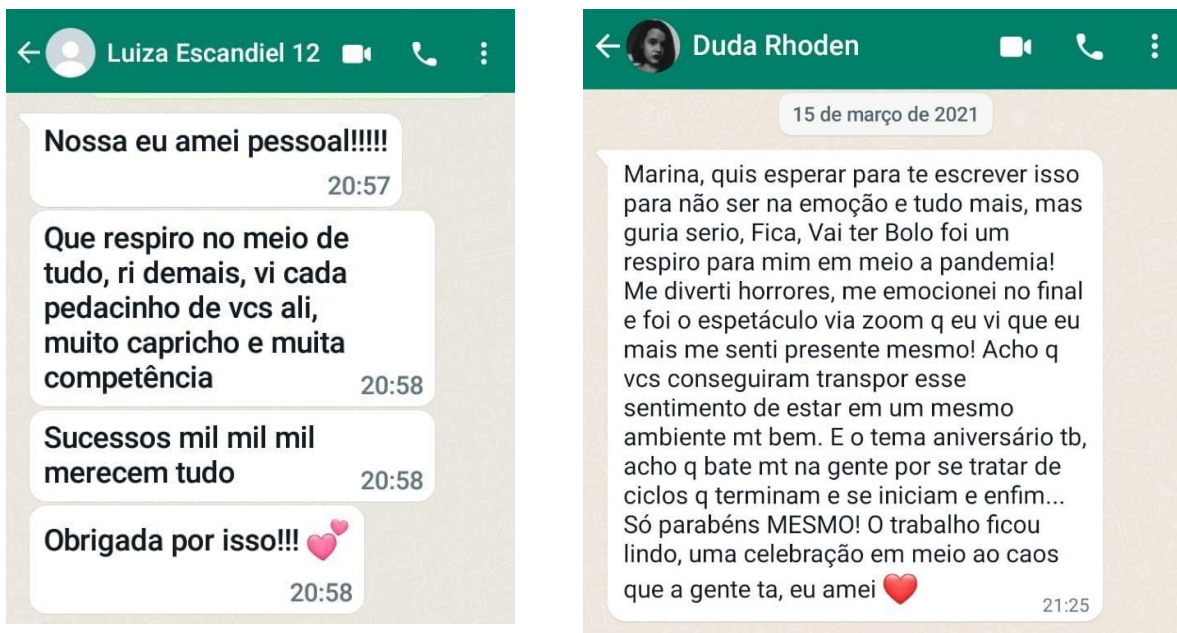 Luiza Escandiel 12
Nossa eu amei pessoal!!!!!
20:57
Que respiro no meio de
tudo, ri demais, vi cada
pedacinho de vcs ali,
muito capricho e muita
competência
20:58
Sucessos mil mil mil
merecem tudo
20:58
Obrigada por isso!!! 💕
20:58
Duda Rhoden
15 de março de 2021
Marina, quis esperar para te escrever isso
para não ser na emoção e tudo mais, mas
guria serio, Fica, Vai ter Bolo foi um
respiro para mim em meio a pandemia!
Me diverti horrores, me emocionei no final
e foi o espetáculo via zoom q eu vi que eu
mais me senti presente mesmo! Acho q
vcs conseguiram transpor esse
sentimento de estar em um mesmo
ambiente mt bem. E o tema aniversário tb,
acho q bate mt na gente por se tratar de
ciclos q terminam e se iniciam e enfim...
Só parabéns MESMO! O trabalho ficou
lindo, uma celebração em meio ao caos
que a gente ta, eu amei ❤️
21:25